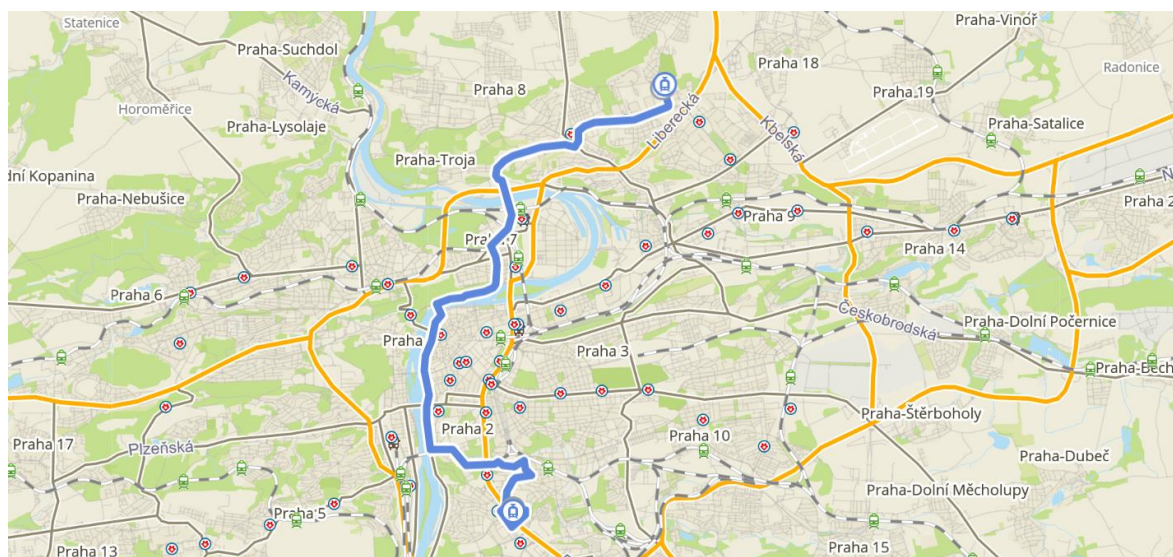 Statenice
Praha-Vinoř
Praha-Suchdol
Praha 18
Radonice
Kamýcká
Praha 8
Praha 19
Horoměřice
Praha-Lysolaje
Liberecká
Kbelská
Praha-Satalice
Praha-Troja
dní Kopanina
Praha-Nebušice
Praha 2
Praha 9
Praha 14
Praha 6
Českobrodská
Praha-Dolní Počernice
Praha
Praha 3
Praha-Běch
Praha-Štěrboholy
Praha 17
Plzeňská
Praha 2
Praha 10
Praha-Dubeč
Praha-Dolní Měcholupy
Praha 5
Praha 13
Praha 15